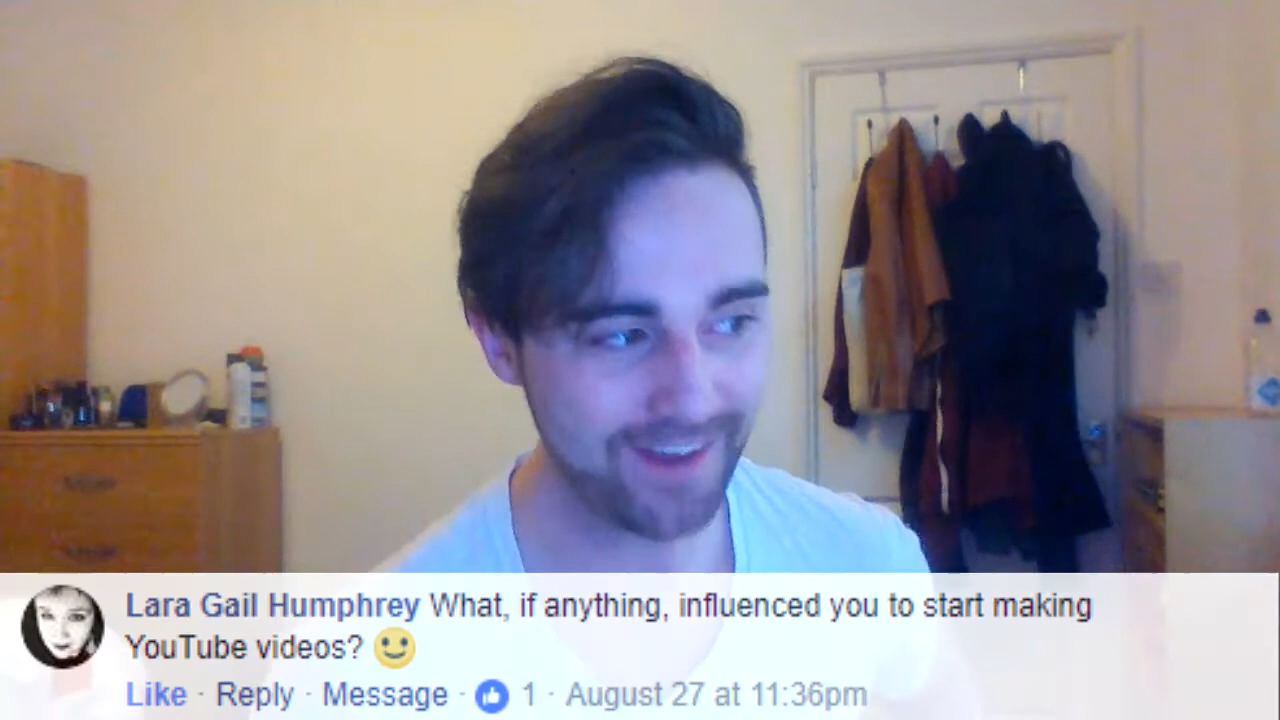 Lara Gail Humphrey What, if anything, influenced you to start making
YouTube videos? 🙂
Like · Reply · Message · 1 · August 27 at 11:36pm